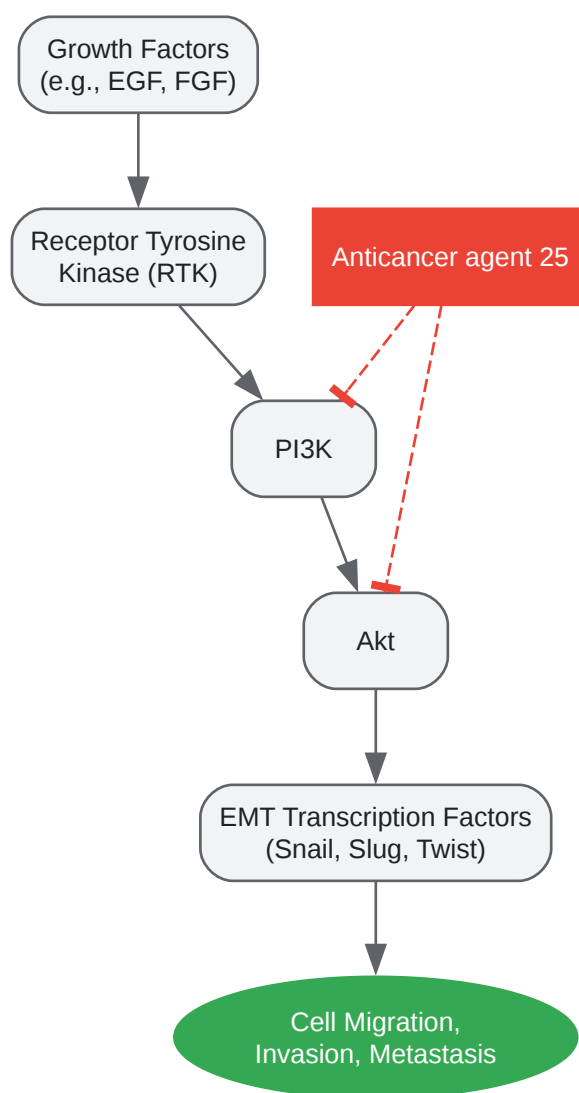 Growth Factors
(e.g., EGF, FGF)
Receptor Tyrosine
Kinase (RTK)
Anticancer agent 25
PI3K
Akt
EMT Transcription Factors
(Snail, Slug, Twist)
Cell Migration,
Invasion, Metastasis